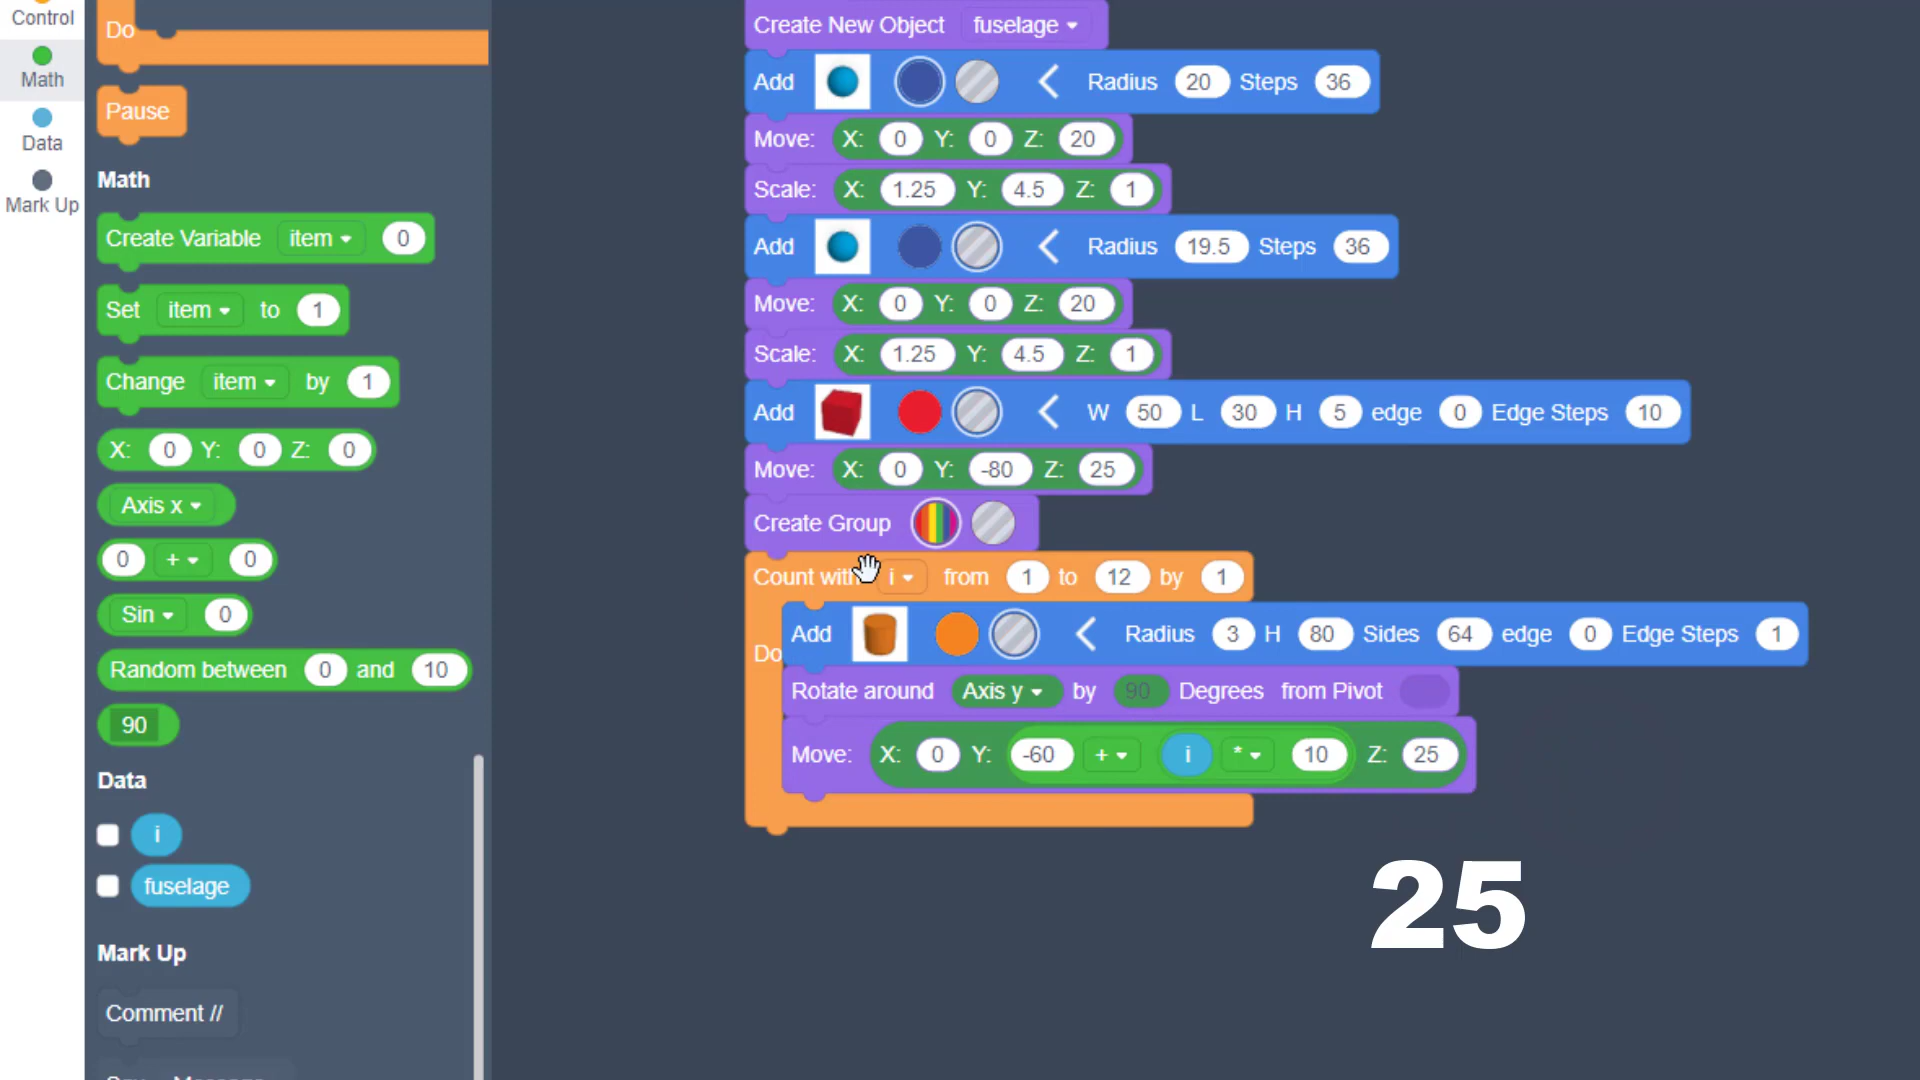 Control
Math
Data
Mark Up
Do
Pause
Math
Create Variable item 0
Set item to 1
Change item by 1
X: 0 Y: 0 Z: 0
Axis x
0 + 0
Sin 0
Random between 0 and 10
90
Data
i
fuselage
Mark Up
Comment //
Create New Object fuselage
Add Radius 20 Steps 36
Move: X: 0 Y: 0 Z: 20
Scale: X: 1.25 Y: 4.5 Z: 1
Add Radius 19.5 Steps 36
Move: X: 0 Y: 0 Z: 20
Scale: X: 1.25 Y: 4.5 Z: 1
Add W 50 L 30 H 5 edge 0 Edge Steps 10
Move: X: 0 Y: -80 Z: 25
Create Group
Count with i from 1 to 12 by 1
Do
Add Radius 3 H 80 Sides 64 edge 0 Edge Steps 1
Rotate around Axis y by 90 Degrees from Pivot
Move: X: 0 Y: -60 + i * 10 Z: 25
25